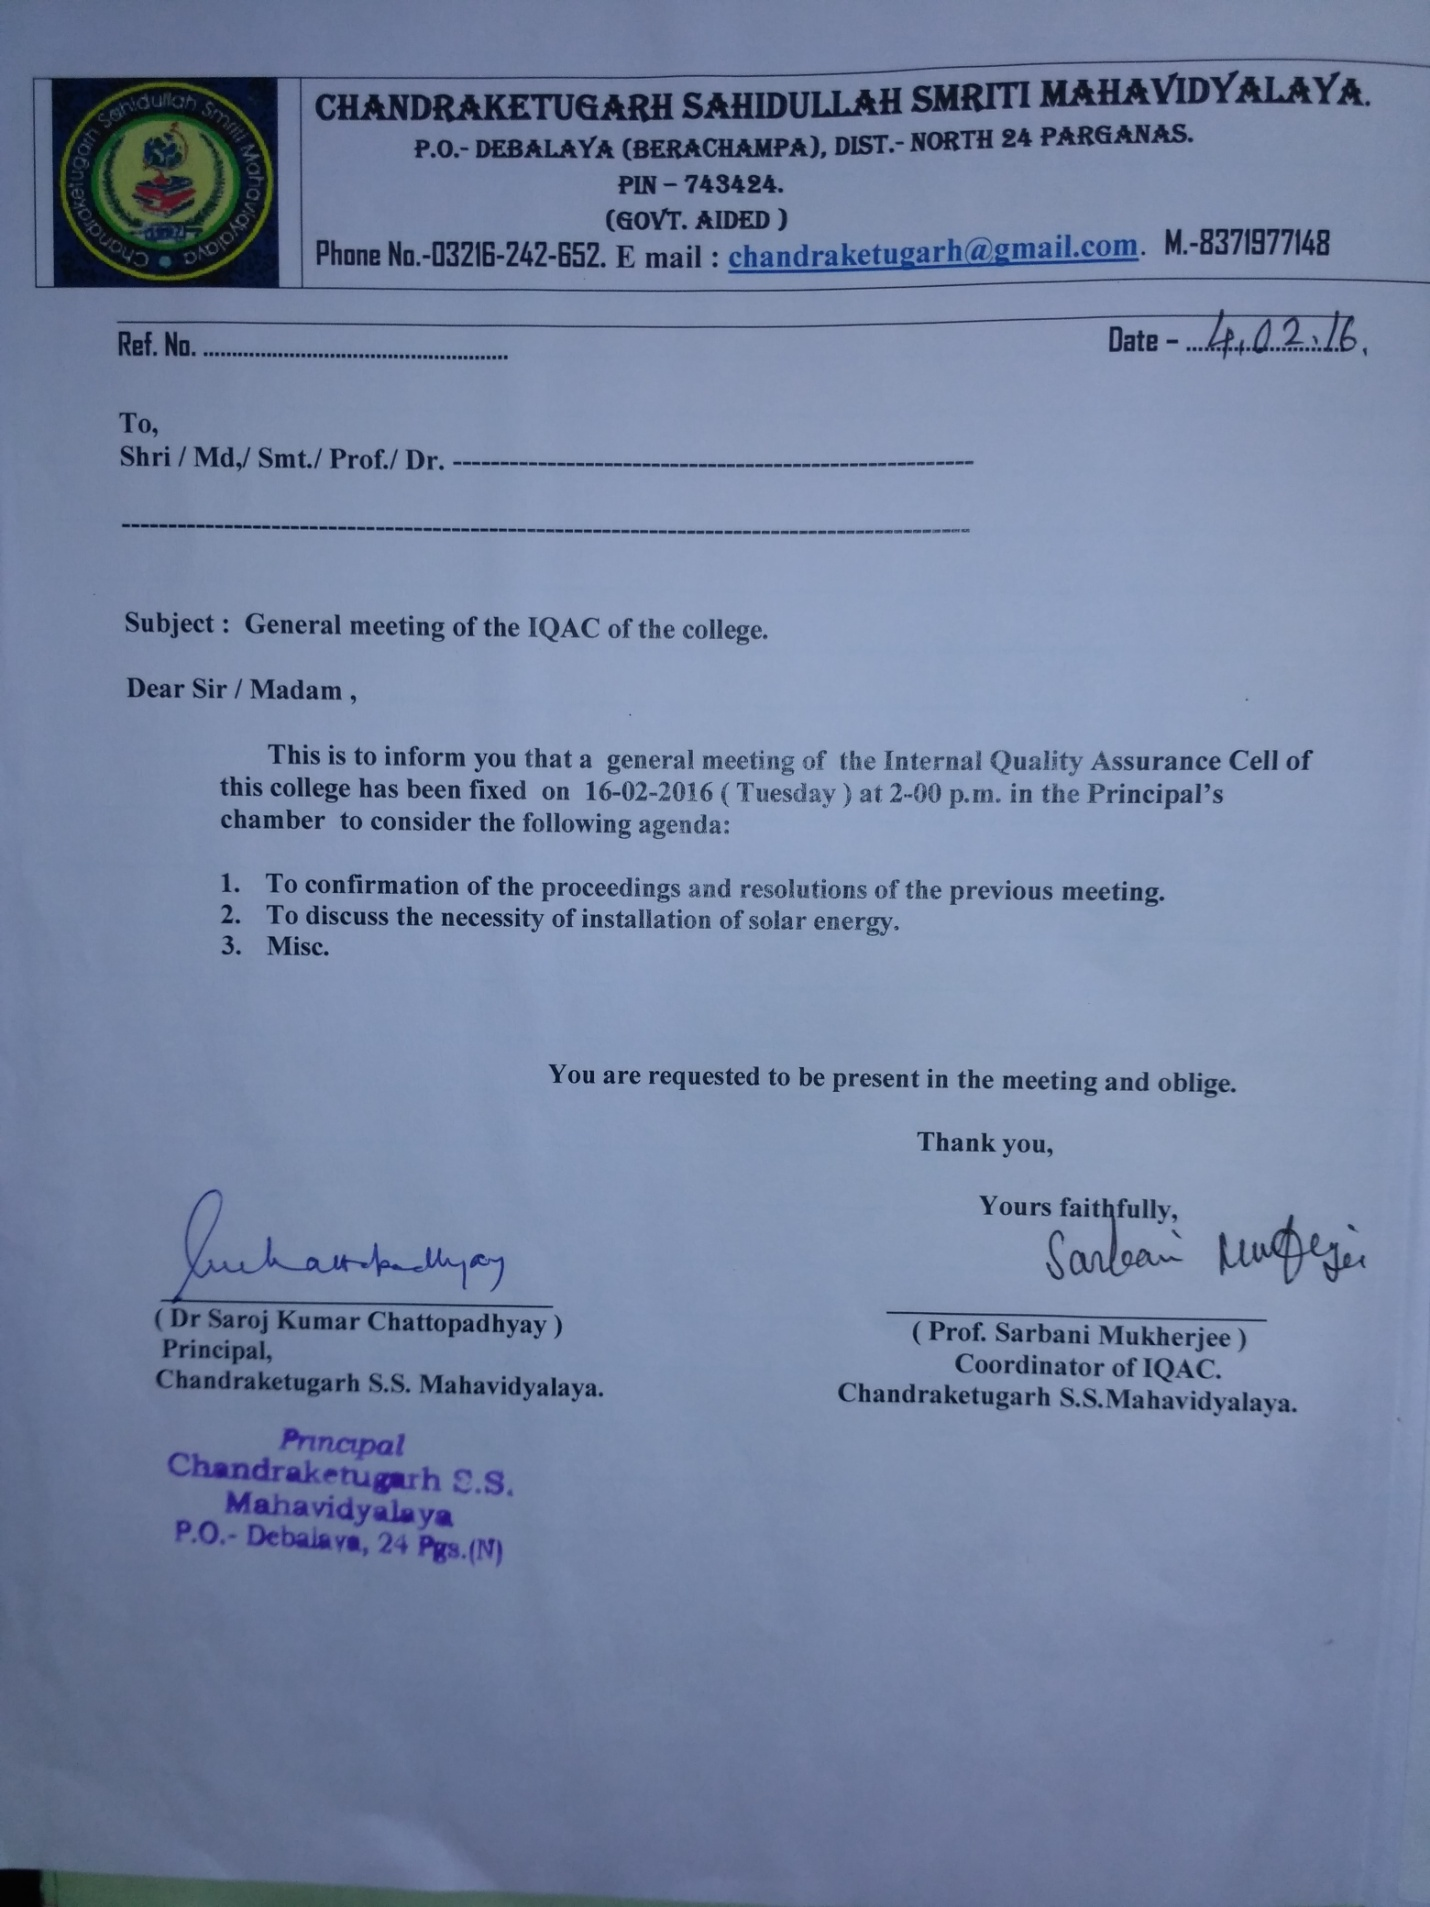 Chandraketugarh Sahidullah Smriti Mahavidyalaya
CHANDRAKETUGARH SAHIDULLAH SMRITI MAHAVIDYALAYA.
P.O.- DEBALAYA (BERACHAMPA), DIST.- NORTH 24 PARGANAS.
PIN – 743424.
(GOVT. AIDED )
Phone No.-03216-242-652. E mail : chandraketugarh@gmail.com. M.-8371977148
Ref. No. ....................................................... Date – 4.02.16.
To,
Shri / Md,/ Smt./ Prof./ Dr. -------------------------------------------------------
------------------------------------------------------------------------------------------
Subject : General meeting of the IQAC of the college.
Dear Sir / Madam ,
This is to inform you that a general meeting of the Internal Quality Assurance Cell of
this college has been fixed on 16-02-2016 ( Tuesday ) at 2-00 p.m. in the Principal's
chamber to consider the following agenda:
1. To confirmation of the proceedings and resolutions of the previous meeting.
2. To discuss the necessity of installation of solar energy.
3. Misc.
You are requested to be present in the meeting and oblige.
Thank you,
Yours faithfully,
Sarbani Mukherjee
( Dr Saroj Kumar Chattopadhyay )
Principal,
Chandraketugarh S.S. Mahavidyalaya.
( Prof. Sarbani Mukherjee )
Coordinator of IQAC.
Chandraketugarh S.S.Mahavidyalaya.
Principal
Chandraketugarh S.S.
Mahavidyalaya
P.O.- Debalaya, 24 Pgs.(N)